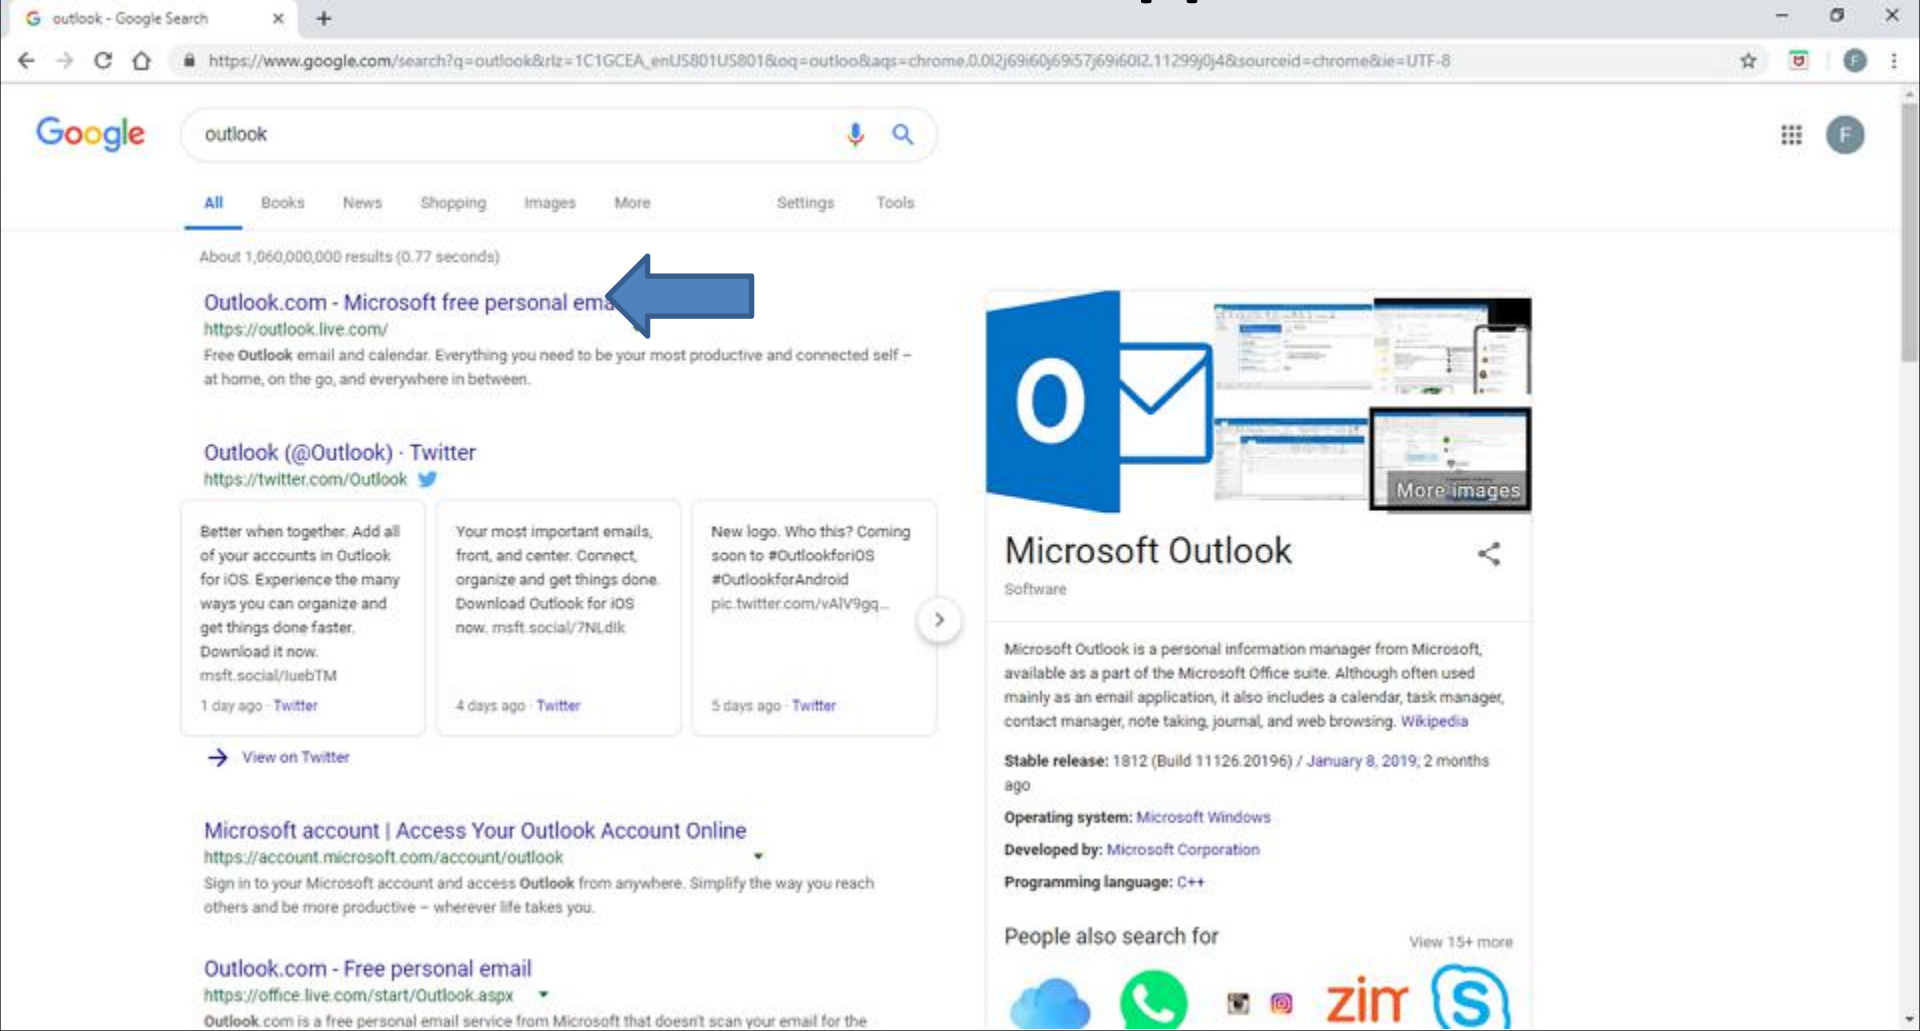 outlook - Google Search
https://www.google.com/search?q=outlook&rlz=1C1GCEA_enUS801US801&oq=outloo&aqs=chrome.0.0l2j69i60j69i57j69i60l2.11299j0j4&sourceid=chrome&ie=UTF-8
F
Google
outlook
F
All Books News Shopping Images More Settings Tools
About 1,060,000,000 results (0.77 seconds)
Outlook.com - Microsoft free personal
https://outlook.live.com/
Free Outlook email and calendar. Everything you need to be your most productive and connected self –
at home, on the go, and everywhere in between.
Outlook (@Outlook) · Twitter
https://twitter.com/Outlook
Better when together. Add all
of your accounts in Outlook
for iOS. Experience the many
ways you can organize and
get things done faster.
Download it now.
msft.social/IuebTM
1 day ago · Twitter
Your most important emails,
front, and center. Connect,
organize and get things done.
Download Outlook for iOS
now. msft.social/7NLdIk
4 days ago · Twitter
New logo. Who this? Coming
soon to #OutlookforiOS
#OutlookforAndroid
pic.twitter.com/vAlV9gq...
5 days ago · Twitter
View on Twitter
Microsoft account | Access Your Outlook Account Online
https://account.microsoft.com/account/outlook
Sign in to your Microsoft account and access Outlook from anywhere. Simplify the way you reach
others and be more productive – wherever life takes you.
Outlook.com - Free personal email
https://office.live.com/start/Outlook.aspx
Outlook.com is a free personal email service from Microsoft that doesn't scan your email for the
More images
Microsoft Outlook
Software
Microsoft Outlook is a personal information manager from Microsoft,
available as a part of the Microsoft Office suite. Although often used
mainly as an email application, it also includes a calendar, task manager,
contact manager, note taking, journal, and web browsing. Wikipedia
Stable release: 1812 (Build 11126.20196) / January 8, 2019; 2 months
ago
Operating system: Microsoft Windows
Developed by: Microsoft Corporation
Programming language: C++
People also search for
View 15+ more